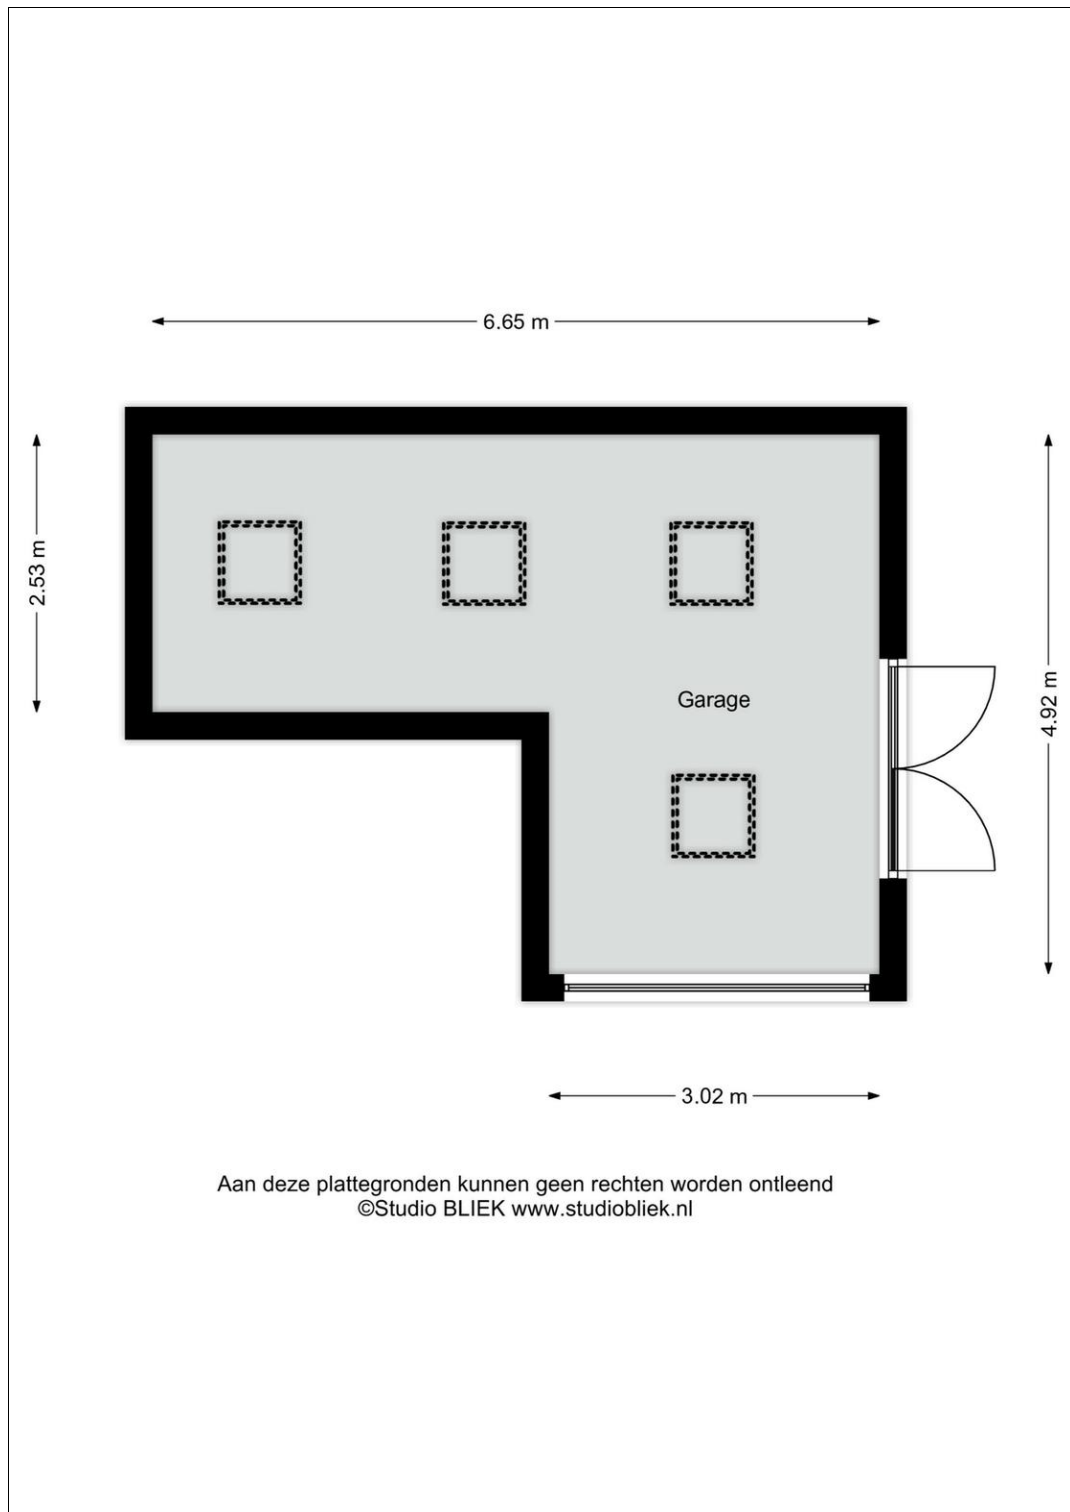 6.65 m
2.53 m
4.92 m
Garage
3.02 m
Aan deze plattegronden kunnen geen rechten worden ontleend
©Studio BLIEK www.studiobliek.nl